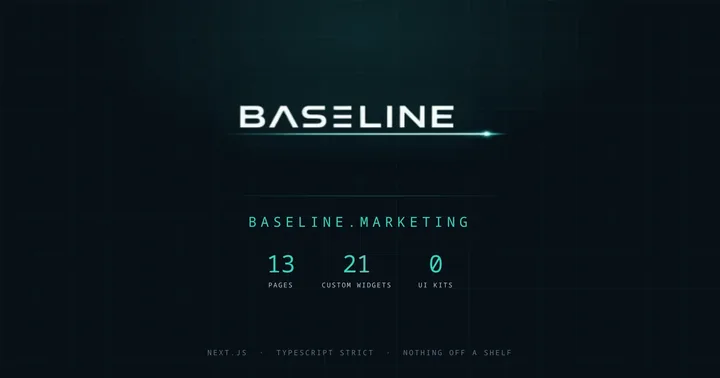 BASELINE
BASELINE.MARKETING
13 21 0
PAGES CUSTOM WIDGETS UI KITS
NEXT.JS · TYPESCRIPT STRICT · NOTHING OFF A SHELF